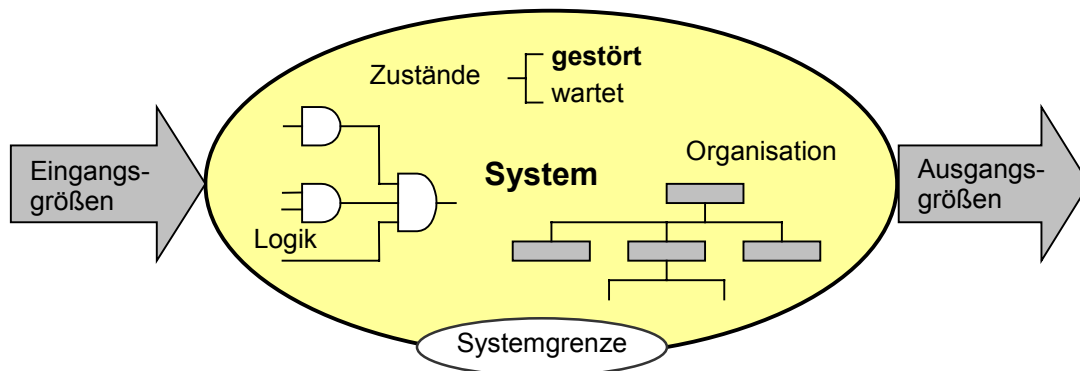 gestört
Zustände
wartet
Eingangs-
größen
System
Organisation
Ausgangs-
größen
Logik
Systemgrenze